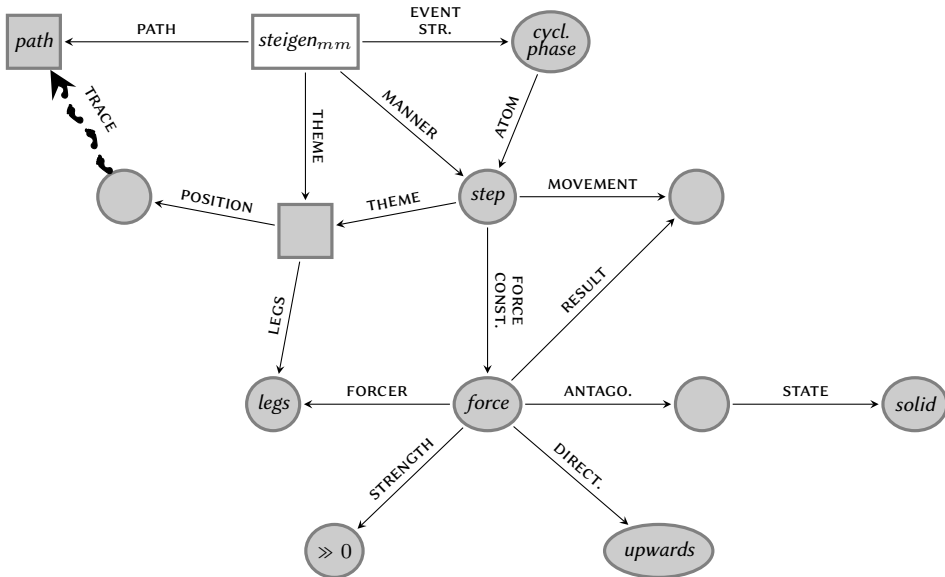 path
PATH
steigen_mm
EVENT
STR.
cycl.
phase
TRACE
THEME
MANNER
ATOM
POSITION
THEME
step
MOVEMENT
LEGS
FORCE
CONST.
RESULT
legs
FORCER
force
ANTAGO.
STATE
solid
STRENGTH
DIRECT.
≫ 0
upwards